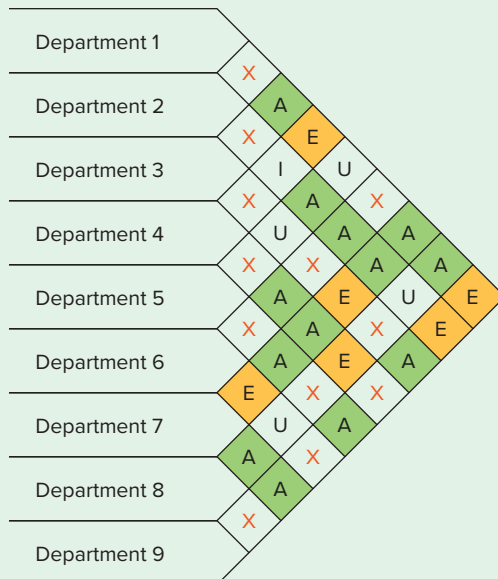 Department 1
X
Department 2 A
X E
Department 3 I U
X A X
Department 4 U A A
X X A A
Department 5 A E U E
X A X E
Department 6 A E A
E X X
Department 7 U A
A X
Department 8 A
X
Department 9